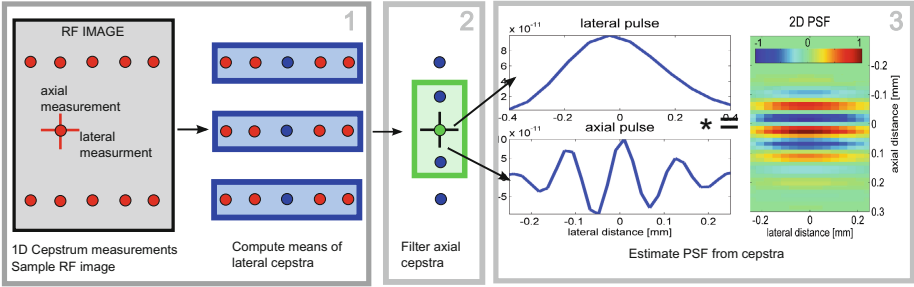 1
RF IMAGE
axial
measurement
lateral
measurment
1D Cepstrum measurements
Sample RF image
Compute means of
lateral cepstra
2
Filter axial
cepstra
3
x 10^-11
lateral pulse
8
6
4
2
-0.4 -0.2 0 0.2 0.4
x 10^-11
axial pulse
10
5
-5
-0.2 -0.1 0 0.1 0.2
lateral distance [mm]
* =
2D PSF
-1 0 1
-0.2
-0.1
0
0.1
0.2
0.3
axial distance [mm]
-0.2 0 0.2
lateral distance [mm]
Estimate PSF from cepstra